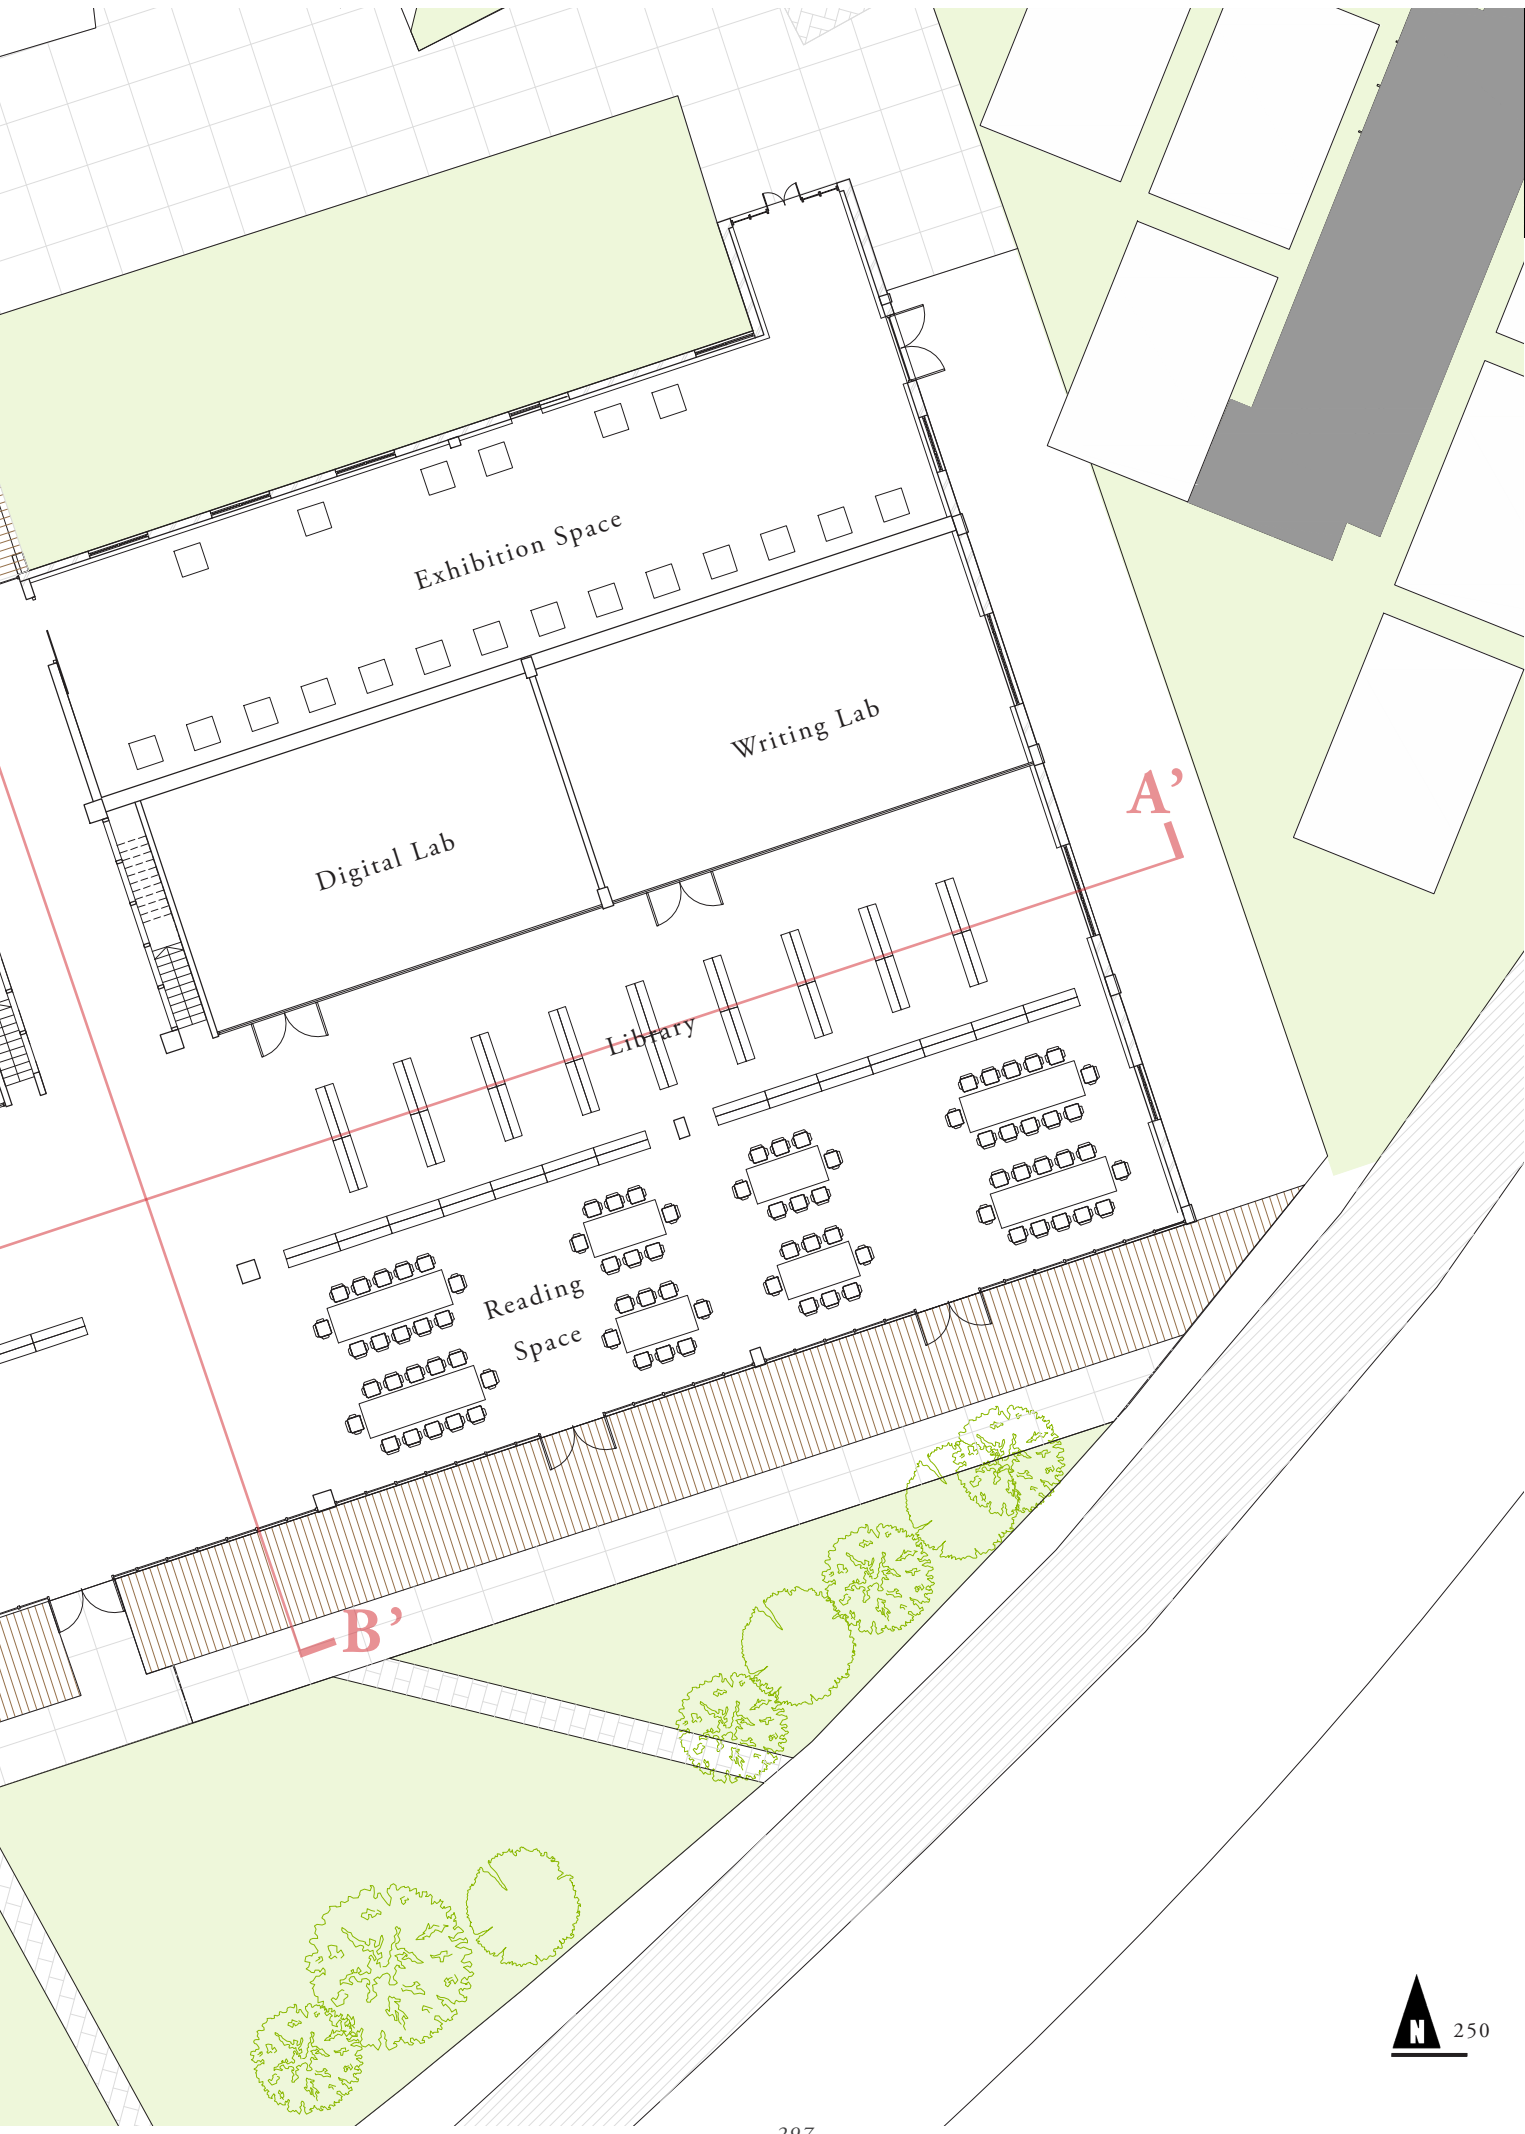 Exhibition Space
Writing Lab
A’
Digital Lab
Library
Reading
Space
B’
N
250